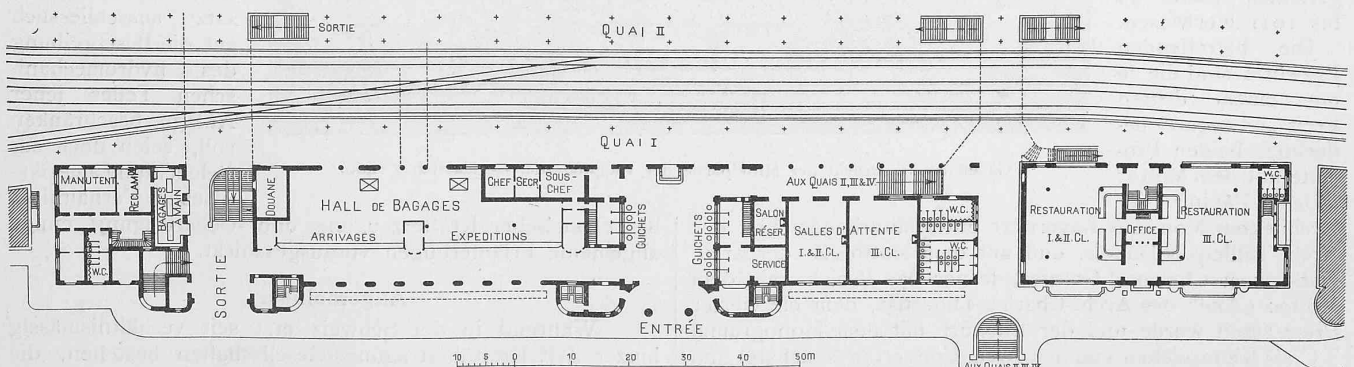 SORTIE
QUAI II
QUAI I
MANUTENT.
RÉCLAM.
BAGAGES
À MAIN
W.C.
SORTIE
DOUANE
HALL DE BAGAGES
ARRIVAGES
EXPEDITIONS
CHEF
SECR.
SOUS-
CHEF
GUICHETS
ENTRÉE
GUICHETS
SALON
RÉSER.
SERVICE
SALLES D'ATTENTE
I.& II. CL.
III. CL.
AUX QUAIS II, III & IV
W.C.
W.C.
RESTAURATION
I.& II. CL.
OFFICE
RESTAURATION
III. CL.
W.C.
AUX QUAIS II, III, IV
10 5 0 10 20 30 40 50M